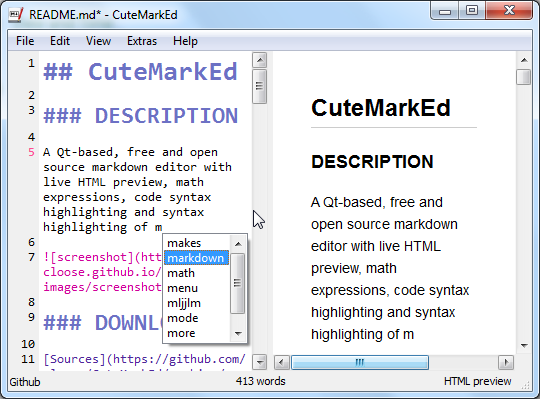 README.md* - CuteMarkEd
File Edit View Extras Help
1 ## CuteMarkEd
2
3 ### DESCRIPTION
4
5 A Qt-based, free and open
source markdown editor with
live HTML preview, math
expressions, code syntax
highlighting and syntax
highlighting of m
6
7 ![screenshot](htt
cloose.github.io/
images/screenshot
8
9 ### DOWNLO
10
11 [Sources](https://github.com/
makes
markdown
math
menu
mljjlm
mode
more
CuteMarkEd
DESCRIPTION
A Qt-based, free and
open source markdown
editor with live HTML
preview, math
expressions, code syntax
highlighting and syntax
highlighting of m
Github 243 words HTML preview